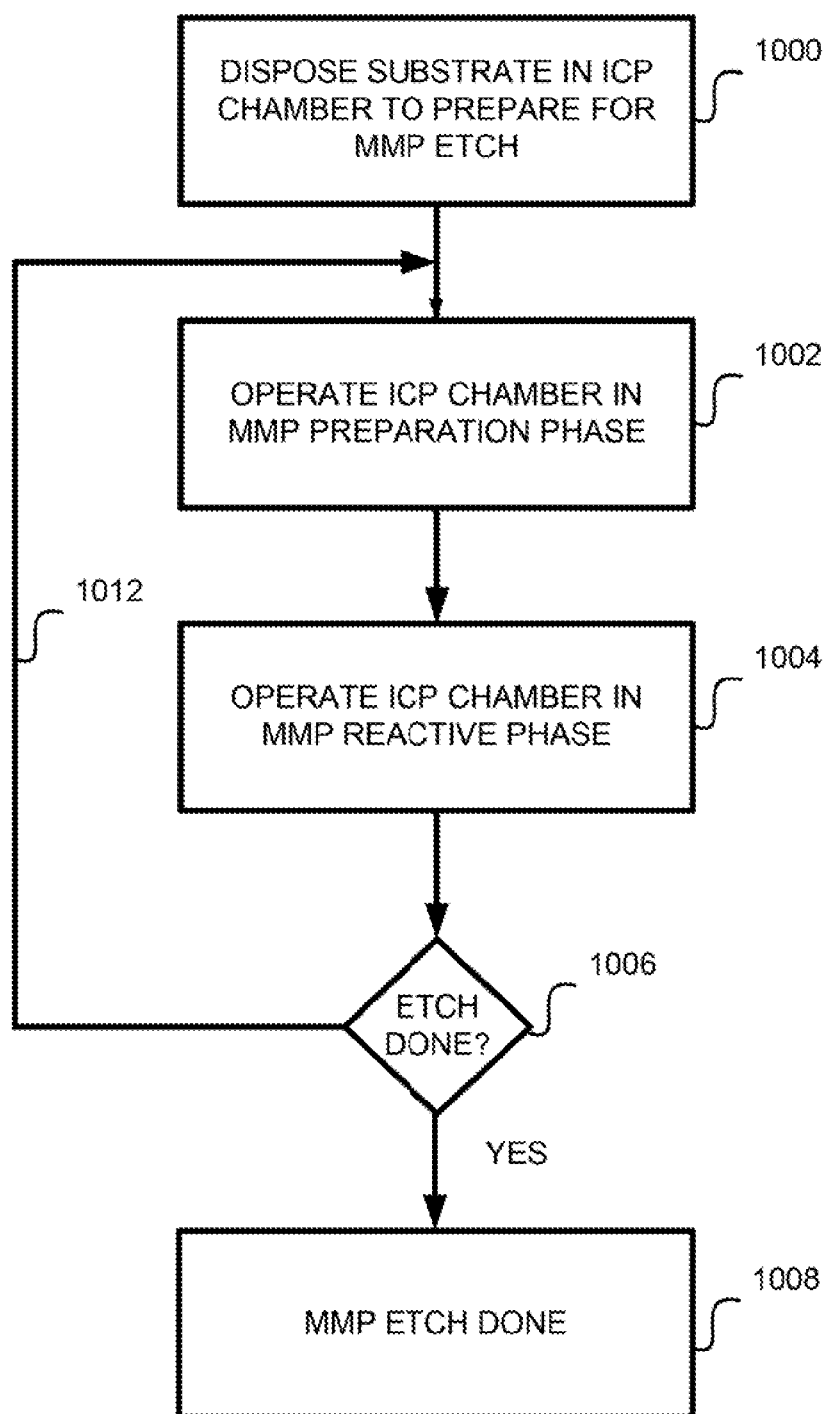 DISPOSE SUBSTRATE IN ICP
CHAMBER TO PREPARE FOR
MMP ETCH
1000
OPERATE ICP CHAMBER IN
MMP PREPARATION PHASE
1002
1012
OPERATE ICP CHAMBER IN
MMP REACTIVE PHASE
1004
ETCH
DONE?
1006
YES
MMP ETCH DONE
1008